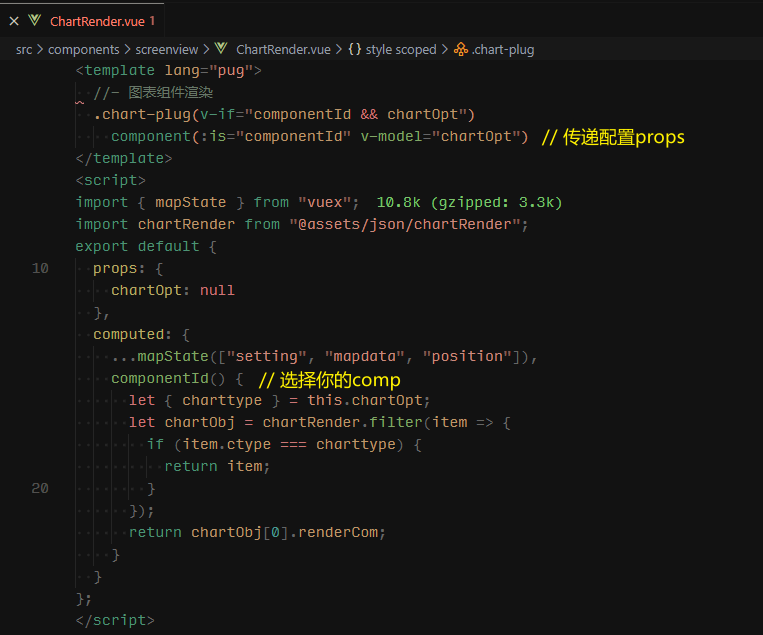 ChartRender.vue 1
src > components > screenview > ChartRender.vue > {} style scoped > .chart-plug
<template lang="pug">
//- 图表组件渲染
.chart-plug(v-if="componentId && chartOpt")
component(:is="componentId" v-model="chartOpt") // 传递配置props
</template>
<script>
import { mapState } from "vuex"; 10.8k (gzipped: 3.3k)
import chartRender from "@assets/json/chartRender";
export default {
10 props: {
chartOpt: null
},
computed: {
...mapState(["setting", "mapdata", "position"]),
componentId() { // 选择你的comp
let { charttype } = this.chartOpt;
let chartObj = chartRender.filter(item => {
if (item.ctype === charttype) {
return item;
20 }
});
return chartObj[0].renderCom;
}
}
};
</script>